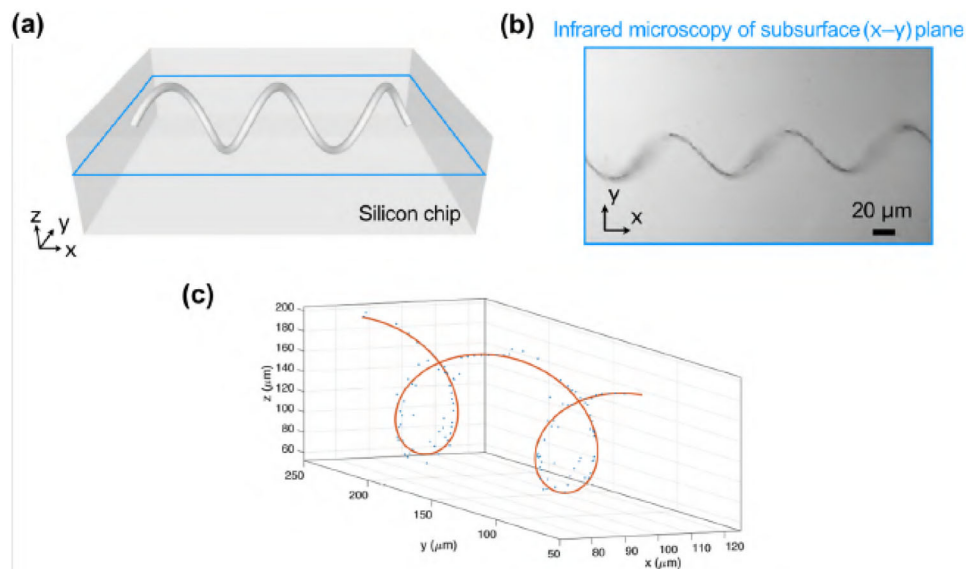 (a)
z
y
x
Silicon chip
(b)
Infrared microscopy of subsurface (x–y) plane
y
x
20 μm
(c)
200
180
160
140
120
100
80
60
z (μm)
250
200
150
100
50
y (μm)
80
90
100
110
120
x (μm)